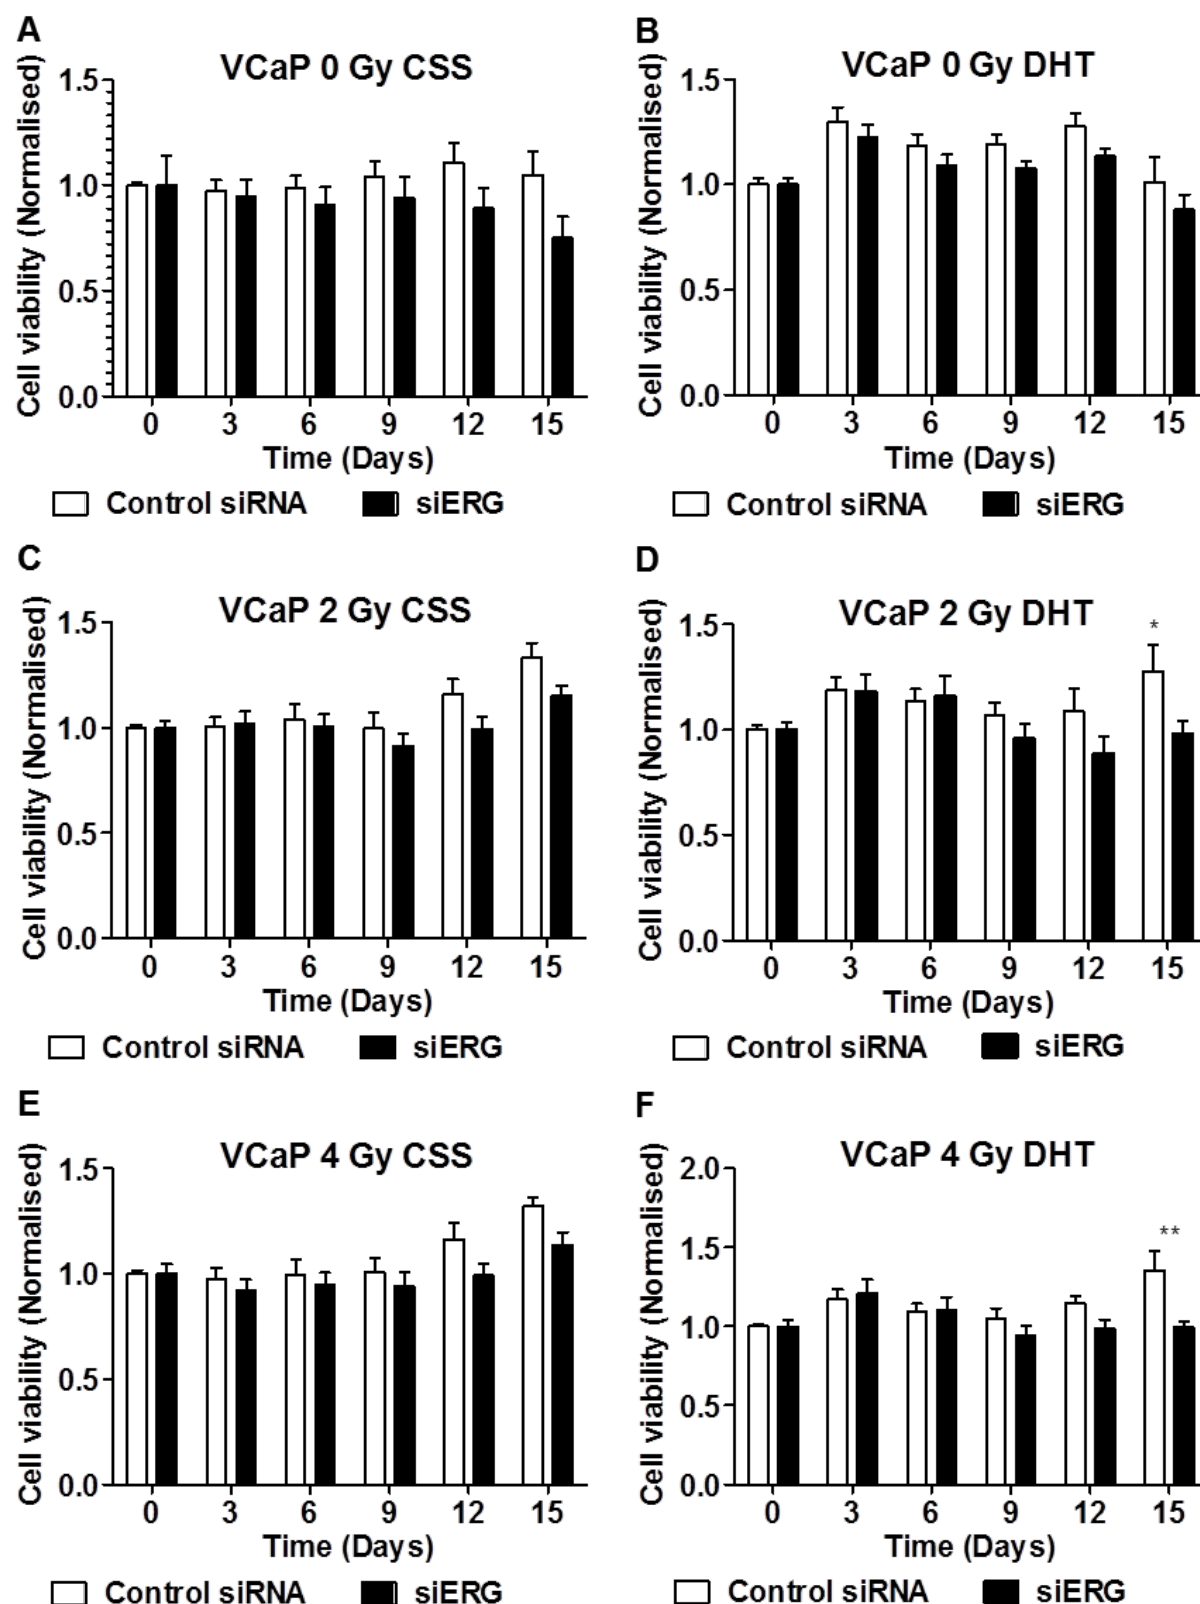 A
VCaP 0 Gy CSS
Cell viability (Normalised)
1.5
1.0
0.5
0.0
0 3 6 9 12 15
Time (Days)
Control siRNA siERG
B
VCaP 0 Gy DHT
Cell viability (Normalised)
1.5
1.0
0.5
0.0
0 3 6 9 12 15
Time (Days)
Control siRNA siERG
C
VCaP 2 Gy CSS
Cell viability (Normalised)
1.5
1.0
0.5
0.0
0 3 6 9 12 15
Time (Days)
Control siRNA siERG
D
VCaP 2 Gy DHT
Cell viability (Normalised)
1.5
1.0
0.5
0.0
*
0 3 6 9 12 15
Time (Days)
Control siRNA siERG
E
VCaP 4 Gy CSS
Cell viability (Normalised)
1.5
1.0
0.5
0.0
0 3 6 9 12 15
Time (Days)
Control siRNA siERG
F
VCaP 4 Gy DHT
Cell viability (Normalised)
2.0
1.5
1.0
0.5
0.0
**
0 3 6 9 12 15
Time (Days)
Control siRNA siERG